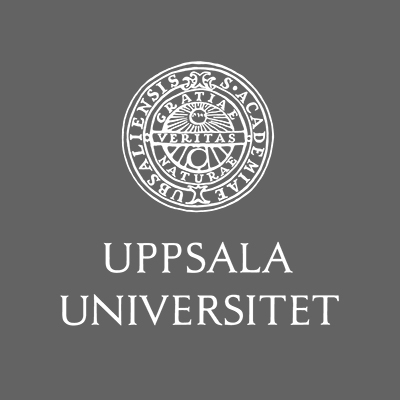 S·ACADEMIAE UBSALIENSIS
GRATIAE
VERITAS
NATURAE
UPPSALA
UNIVERSITET